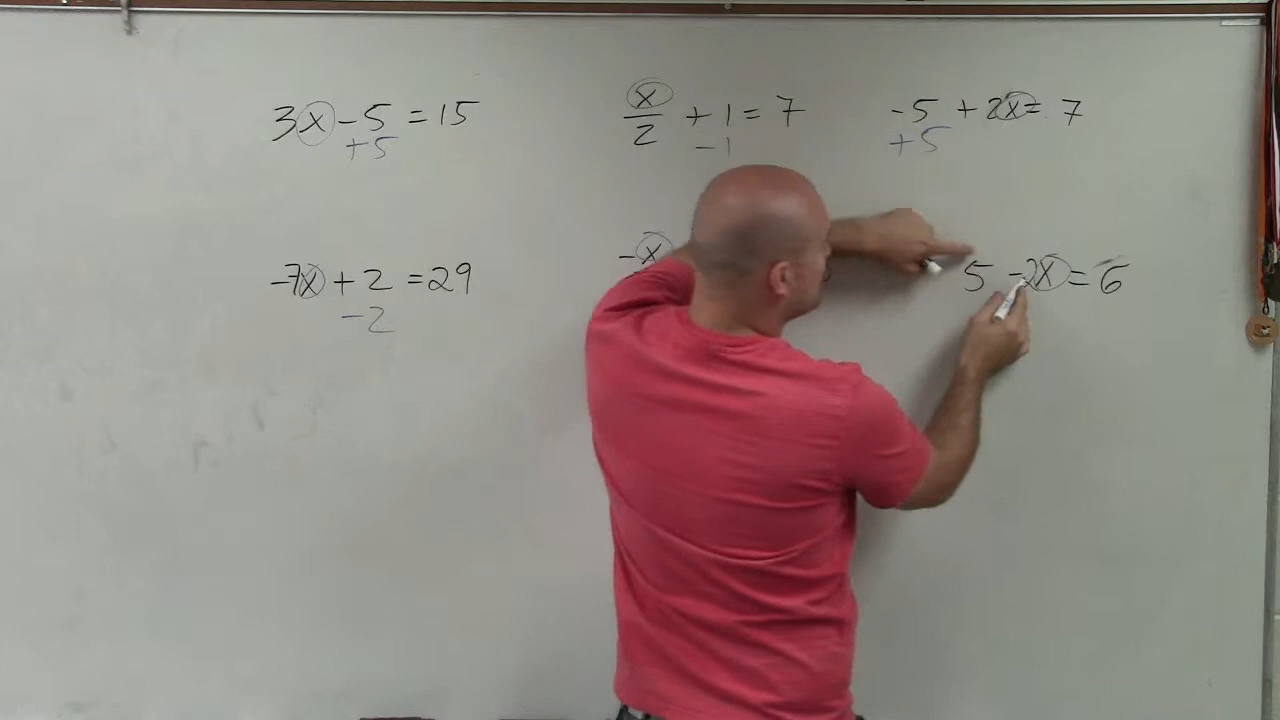 3x - 5 = 15
+5
x/2 + 1 = 7
-1
-5 + 2x = 7
+5
-7x + 2 = 29
-2
-x
5 - 2x = 6